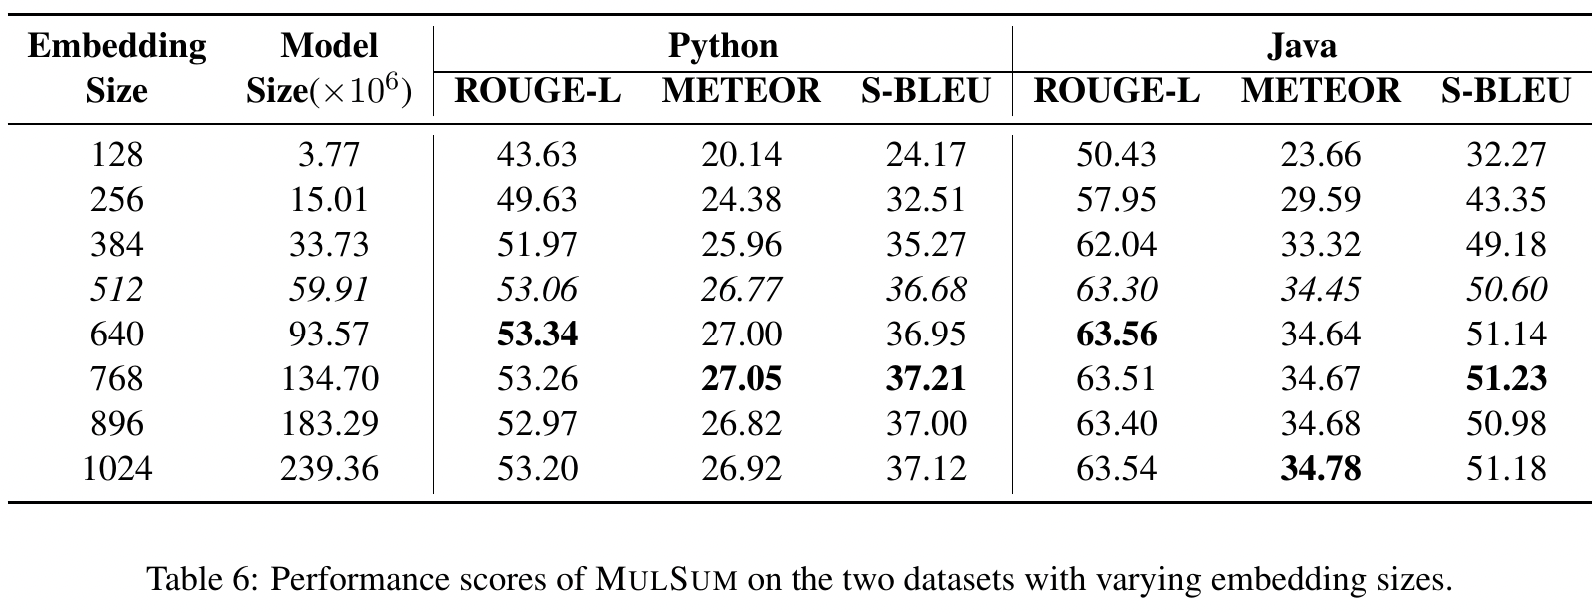 Embedding Model Python Java
Size Size(×10⁶) ROUGE-L METEOR S-BLEU ROUGE-L METEOR S-BLEU
128 3.77 43.63 20.14 24.17 50.43 23.66 32.27
256 15.01 49.63 24.38 32.51 57.95 29.59 43.35
384 33.73 51.97 25.96 35.27 62.04 33.32 49.18
512 59.91 53.06 26.77 36.68 63.30 34.45 50.60
640 93.57 53.34 27.00 36.95 63.56 34.64 51.14
768 134.70 53.26 27.05 37.21 63.51 34.67 51.23
896 183.29 52.97 26.82 37.00 63.40 34.68 50.98
1024 239.36 53.20 26.92 37.12 63.54 34.78 51.18
Table 6: Performance scores of MULSUM on the two datasets with varying embedding sizes.